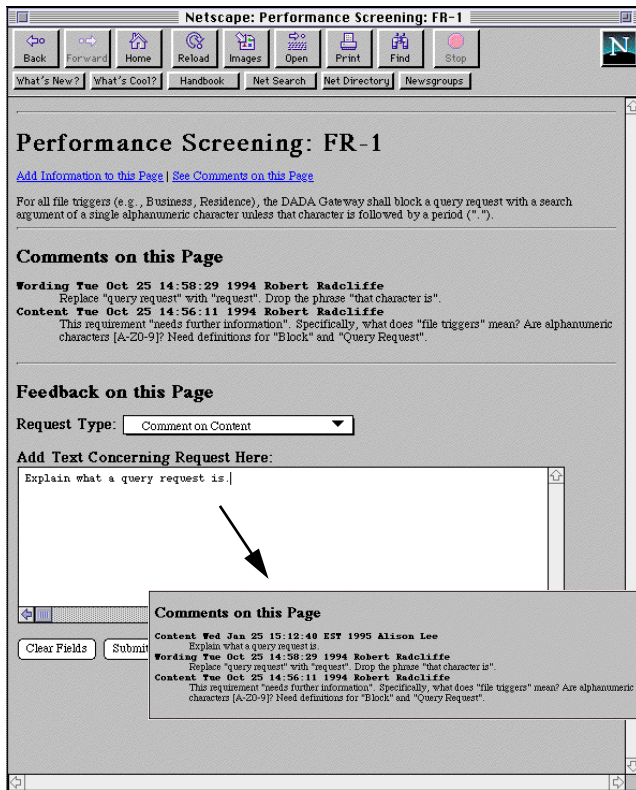 Netscape: Performance Screening: FR-1
Back Forward Home Reload Images Open Print Find Stop
N
What's New? What's Cool? Handbook Net Search Net Directory Newsgroups
Performance Screening: FR-1
Add Information to this Page | See Comments on this Page
For all file triggers (e.g., Business, Residence), the DADA Gateway shall block a query request with a search
argument of a single alphanumeric character unless that character is followed by a period (".").
Comments on this Page
Wording Tue Oct 25 14:58:29 1994 Robert Radcliffe
Replace "query request" with "request". Drop the phrase "that character is".
Content Tue Oct 25 14:56:11 1994 Robert Radcliffe
This requirement "needs further information". Specifically, what does "file triggers" mean? Are alphanumeric
characters [A-Z0-9]? Need definitions for "Block" and "Query Request".
Feedback on this Page
Request Type: Comment on Content
Add Text Concerning Request Here:
Explain what a query request is.
Clear Fields Submit
Comments on this Page
Content Wed Jan 25 15:12:40 EST 1995 Alison Lee
Explain what a query request is.
Wording Tue Oct 25 14:58:29 1994 Robert Radcliffe
Replace "query request" with "request". Drop the phrase "that character is".
Content Tue Oct 25 14:56:11 1994 Robert Radcliffe
This requirement "needs further information". Specifically, what does "file triggers" mean? Are alphanumeric
characters [A-Z0-9]? Need definitions for "Block" and "Query Request".